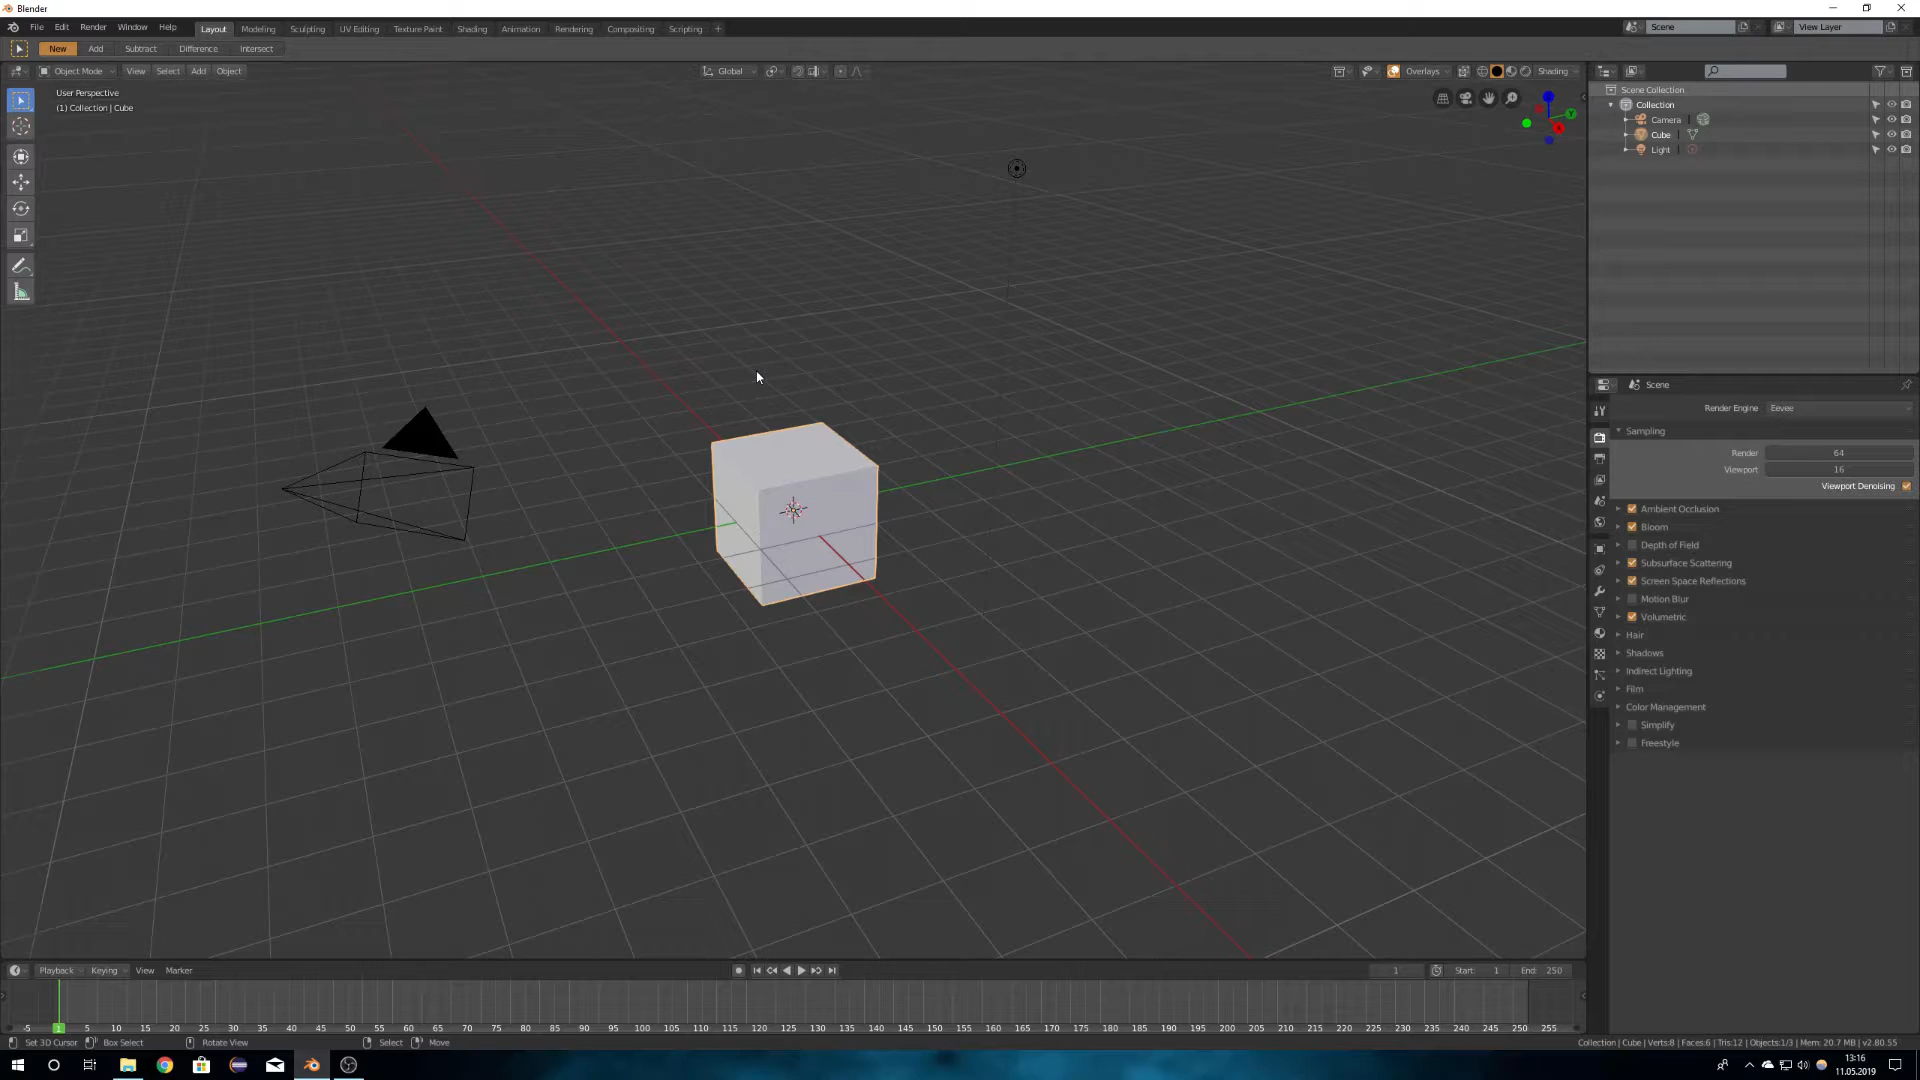 Blender
File Edit Render Window Help Layout Modeling Sculpting UV Editing Texture Paint Shading Animation Rendering Compositing Scripting + Scene View Layer
New Add Subtract Difference Intersect
Object Mode View Select Add Object Global Overlays Shading
User Perspective
(1) Collection | Cube
Scene Collection
Collection
Camera
Cube
Light
Scene
Render Engine Eevee
Sampling
Render 64
Viewport 16
Viewport Denoising
Ambient Occlusion
Bloom
Depth of Field
Subsurface Scattering
Screen Space Reflections
Motion Blur
Volumetric
Hair
Shadows
Indirect Lighting
Film
Color Management
Simplify
Freestyle
Playback Keying View Marker 1 Start: 1 End: 250
-5 1 5 10 15 20 25 30 35 40 45 50 55 60 65 70 75 80 85 90 95 100 105 110 115 120 125 130 135 140 145 150 155 160 165 170 175 180 185 190 195 200 205 210 215 220 225 230 235 240 245 250 255
Set 3D Cursor Box Select Rotate View Select Move Collection | Cube | Verts:8 | Faces:6 | Tris:12 | Objects:1/3 | Mem: 20.7 MB | v2.80.55
13:16
11.05.2019